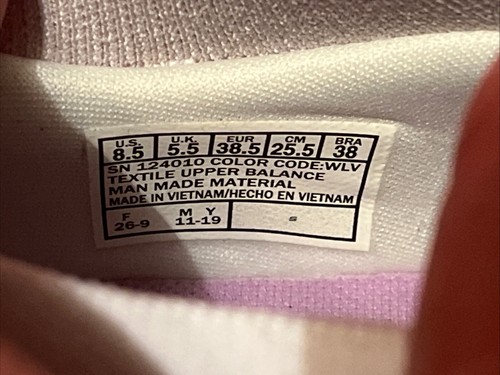 U.S. U.K. EUR CM BRA
8.5 5.5 38.5 25.5 38
SN 124010 COLOR CODE:WLV
TEXTILE UPPER BALANCE
MAN MADE MATERIAL
MADE IN VIETNAM/HECHO EN VIETNAM
F M Y
26-9 11-19